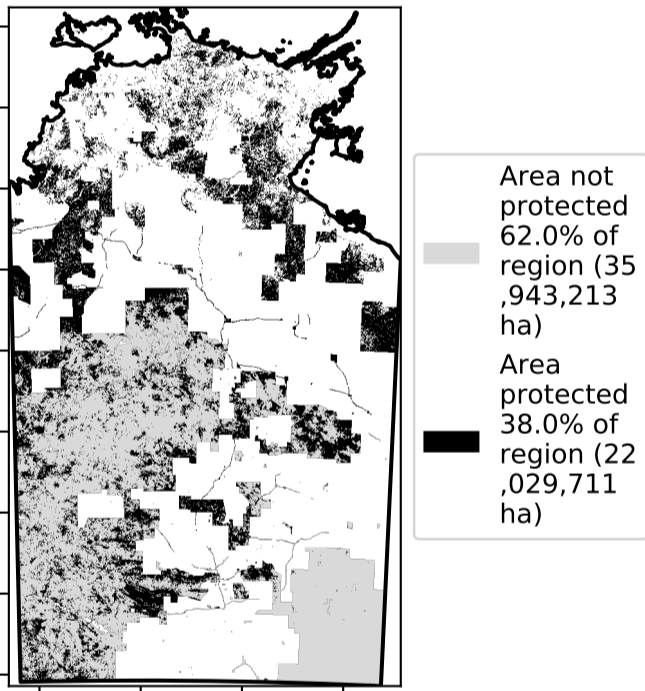 Area not
protected
62.0% of
region (35
,943,213
ha)
Area
protected
38.0% of
region (22
,029,711
ha)